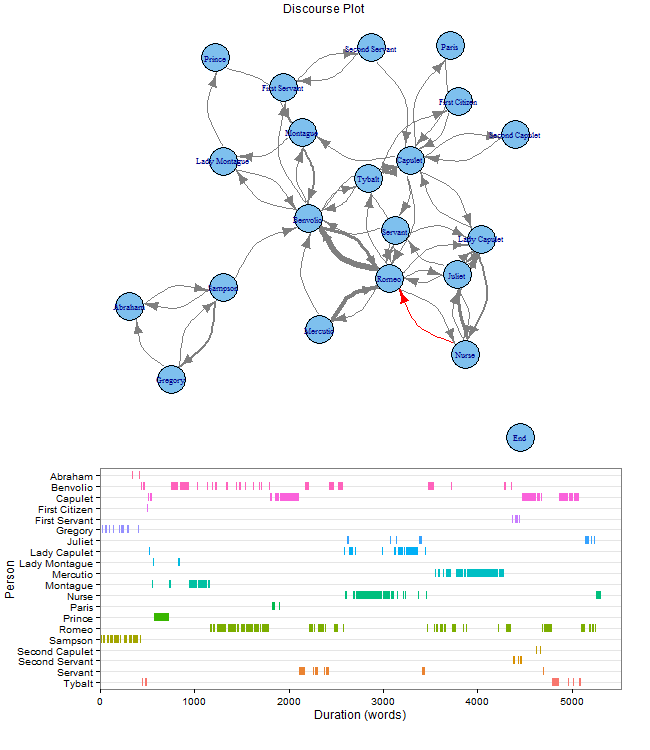 Discourse Plot
Second Servant
Paris
Prince
First Servant
First Citizen
Montague
Second Capulet
Lady Montague
Capulet
Tybalt
Benvolio
Servant
Lady Capulet
Romeo
Juliet
Sampson
Abraham
Mercutio
Nurse
Gregory
End
Person
Abraham
Benvolio
Capulet
First Citizen
First Servant
Gregory
Juliet
Lady Capulet
Lady Montague
Mercutio
Montague
Nurse
Paris
Prince
Romeo
Sampson
Second Capulet
Second Servant
Servant
Tybalt
0 1000 2000 3000 4000 5000
Duration (words)